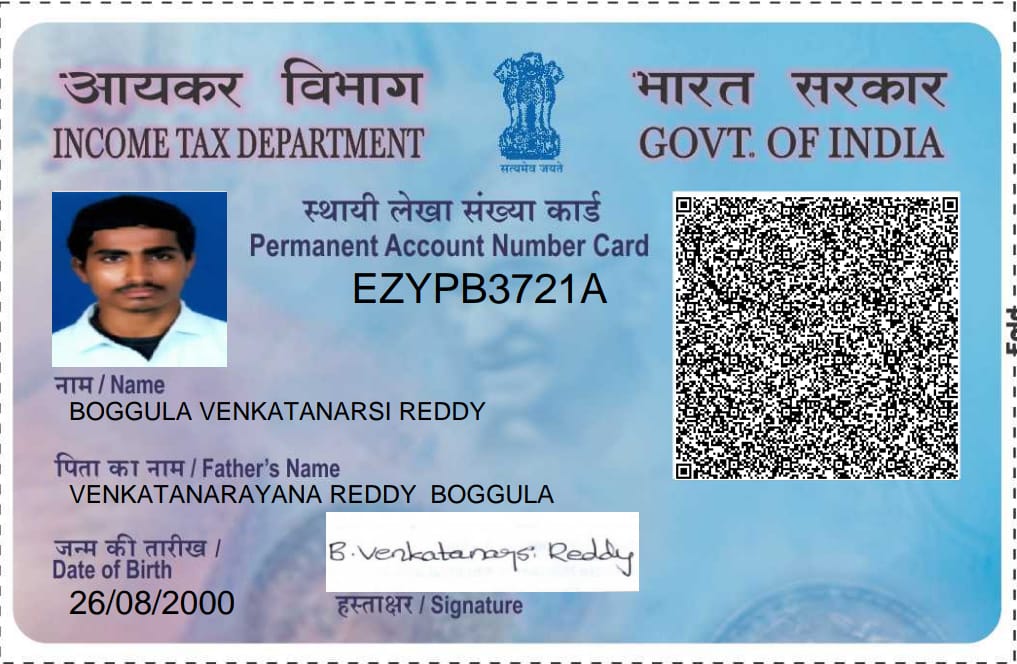 आयकर विभाग
INCOME TAX DEPARTMENT
सत्यमेव जयते
भारत सरकार
GOVT. OF INDIA
स्थायी लेखा संख्या कार्ड
Permanent Account Number Card
EZYPB3721A
नाम / Name
BOGGULA VENKATANARSI REDDY
पिता का नाम / Father's Name
VENKATANARAYANA REDDY BOGGULA
जन्म की तारीख /
Date of Birth
26/08/2000
B. Venkatanarsi Reddy
हस्ताक्षर / Signature
Fold